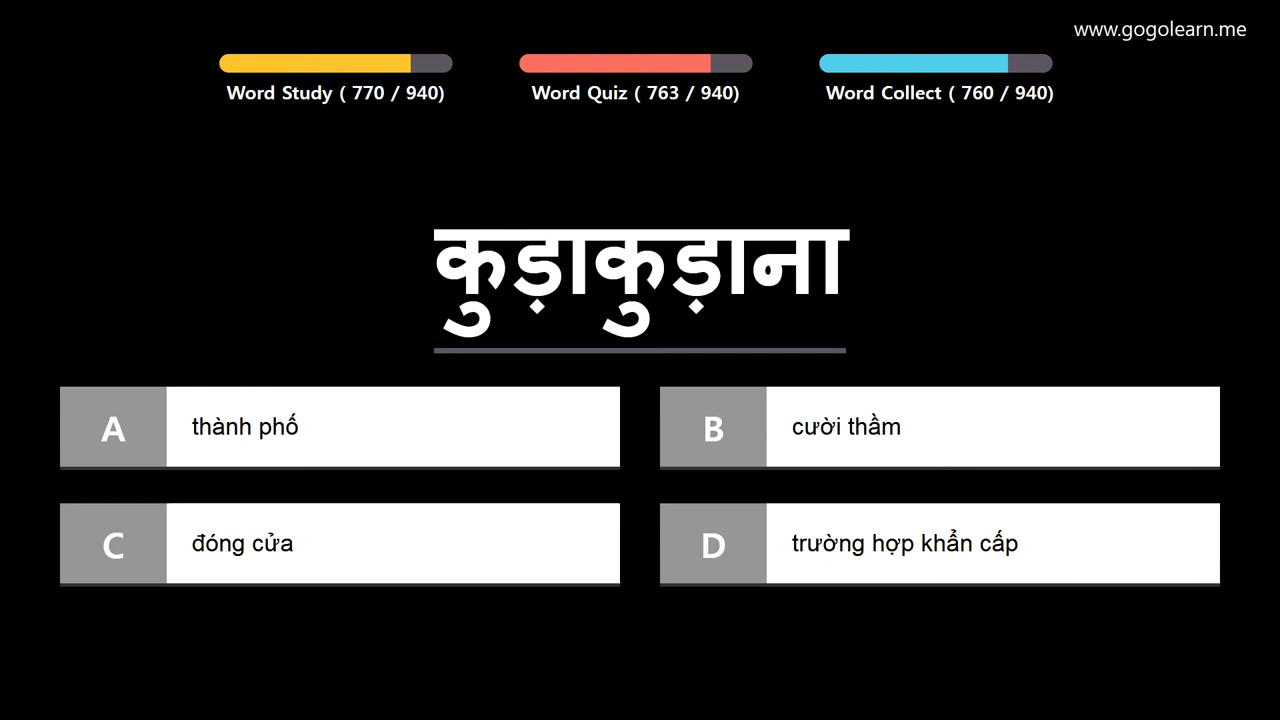 www.gogolearn.me
Word Study ( 770 / 940)
Word Quiz ( 763 / 940)
Word Collect ( 760 / 940)
कुड़ाकुड़ाना
A thành phố
B cười thầm
C đóng cửa
D trường hợp khẩn cấp